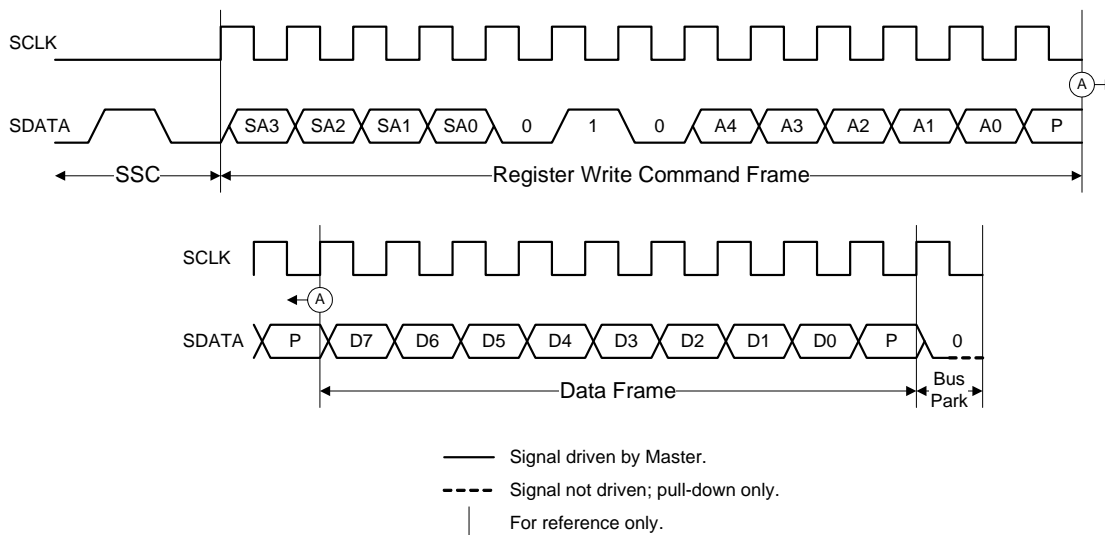 SCLK
A
SDATA SA3 SA2 SA1 SA0 0 1 0 A4 A3 A2 A1 A0 P
SSC Register Write Command Frame
SCLK
A
SDATA P D7 D6 D5 D4 D3 D2 D1 D0 P 0
Data Frame Bus
Park
Signal driven by Master.
Signal not driven; pull-down only.
For reference only.